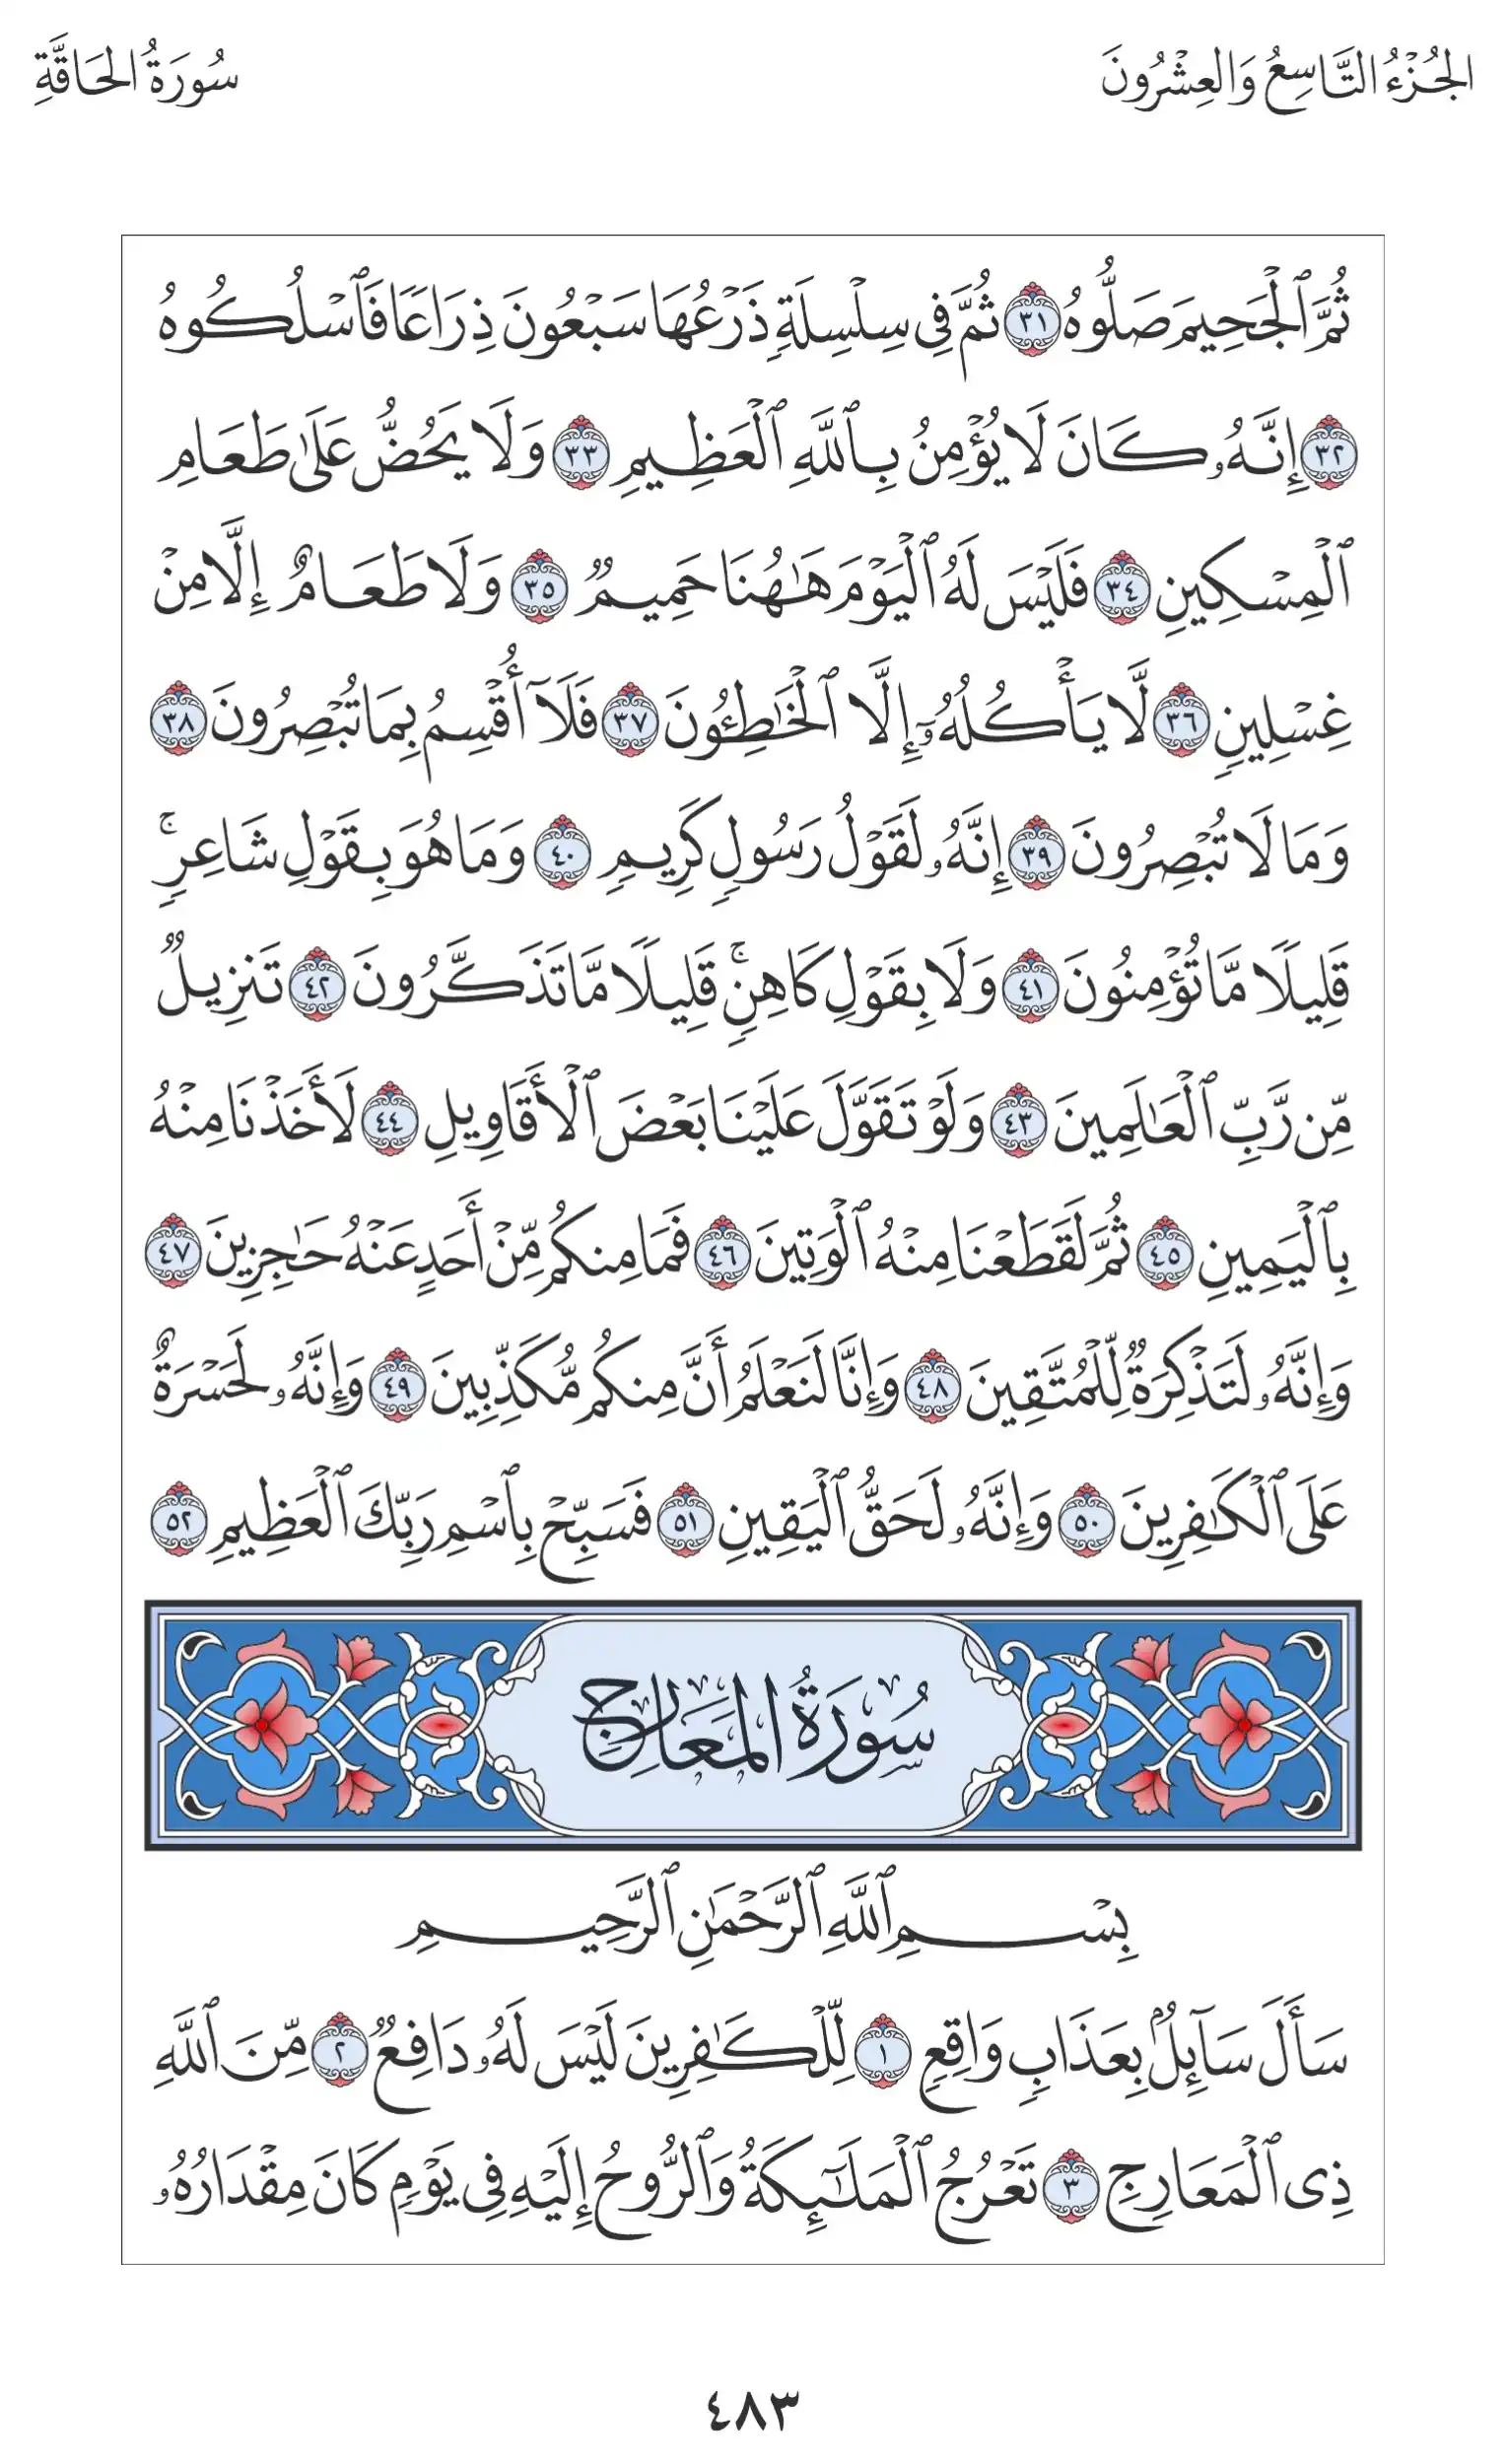 الجُزْءُ التَّاسِعُ وَالعِشْرُونَ
سُورَةُ الحَاقَّةِ
ثُمَّ ٱلْجَحِيمَ صَلُّوهُ ٣١ ثُمَّ فِي سِلْسِلَةٍ ذَرْعُهَا سَبْعُونَ ذِرَاعًا فَٱسْلُكُوهُ
٣٢ إِنَّهُۥ كَانَ لَا يُؤْمِنُ بِٱللَّهِ ٱلْعَظِيمِ ٣٣ وَلَا يَحُضُّ عَلَىٰ طَعَامِ
ٱلْمِسْكِينِ ٣٤ فَلَيْسَ لَهُ ٱلْيَوْمَ هَٰهُنَا حَمِيمٌ ٣٥ وَلَا طَعَامٌ إِلَّا مِنْ
غِسْلِينٍ ٣٦ لَّا يَأْكُلُهُۥٓ إِلَّا ٱلْخَٰطِـُٔونَ ٣٧ فَلَآ أُقْسِمُ بِمَا تُبْصِرُونَ ٣٨
وَمَا لَا تُبْصِرُونَ ٣٩ إِنَّهُۥ لَقَوْلُ رَسُولٍ كَرِيمٍ ٤٠ وَمَا هُوَ بِقَوْلِ شَاعِرٍۚ
قَلِيلًا مَّا تُؤْمِنُونَ ٤١ وَلَا بِقَوْلِ كَاهِنٍۚ قَلِيلًا مَّا تَذَكَّرُونَ ٤٢ تَنزِيلٌ
مِّن رَّبِّ ٱلْعَٰلَمِينَ ٤٣ وَلَوْ تَقَوَّلَ عَلَيْنَا بَعْضَ ٱلْأَقَاوِيلِ ٤٤ لَأَخَذْنَا مِنْهُ
بِٱلْيَمِينِ ٤٥ ثُمَّ لَقَطَعْنَا مِنْهُ ٱلْوَتِينَ ٤٦ فَمَا مِنكُم مِّنْ أَحَدٍ عَنْهُ حَٰجِزِينَ ٤٧
وَإِنَّهُۥ لَتَذْكِرَةٌ لِّلْمُتَّقِينَ ٤٨ وَإِنَّا لَنَعْلَمُ أَنَّ مِنكُم مُّكَذِّبِينَ ٤٩ وَإِنَّهُۥ لَحَسْرَةٌ
عَلَى ٱلْكَٰفِرِينَ ٥٠ وَإِنَّهُۥ لَحَقُّ ٱلْيَقِينِ ٥١ فَسَبِّحْ بِٱسْمِ رَبِّكَ ٱلْعَظِيمِ ٥٢
سُورَةُ المَعَارِجِ
بِسْمِ ٱللَّهِ ٱلرَّحْمَٰنِ ٱلرَّحِيمِ
سَأَلَ سَآئِلٌۢ بِعَذَابٍ وَاقِعٍ ١ لِّلْكَٰفِرِينَ لَيْسَ لَهُۥ دَافِعٌ ٢ مِّنَ ٱللَّهِ
ذِى ٱلْمَعَارِجِ ٣ تَعْرُجُ ٱلْمَلَٰٓئِكَةُ وَٱلرُّوحُ إِلَيْهِ فِى يَوْمٍ كَانَ مِقْدَارُهُۥ
٤٨٣